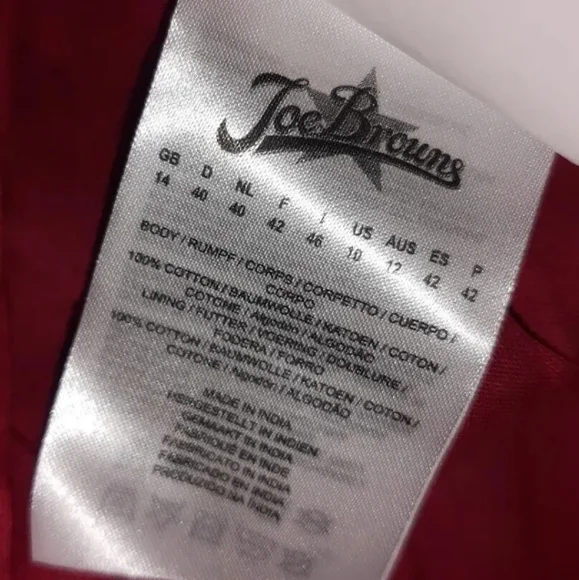 Joe Browns
GB D NL F I US AUS ES P
14 40 40 42 46 10 12 42 42
BODY / RUMPF / CORPS / CORPETTO / CUERPO /
CORPO
100% COTTON / BAUMWOLLE / KATOEN / COTON /
COTONE / Algodón / ALGODÃO
LINING / FUTTER / VOERING / DOUBLURE /
FODERA / FORRO
100% COTTON / BAUMWOLLE / KATOEN / COTON /
COTONE / Algodón / ALGODÃO
MADE IN INDIA
HERGESTELLT IN INDIEN
GEMAAKT IN INDIA
FABRIQUÉ EN INDE
FABBRICATO IN INDIA
FABRICADO EN INDIA
PRODUZIDO NA INDIA